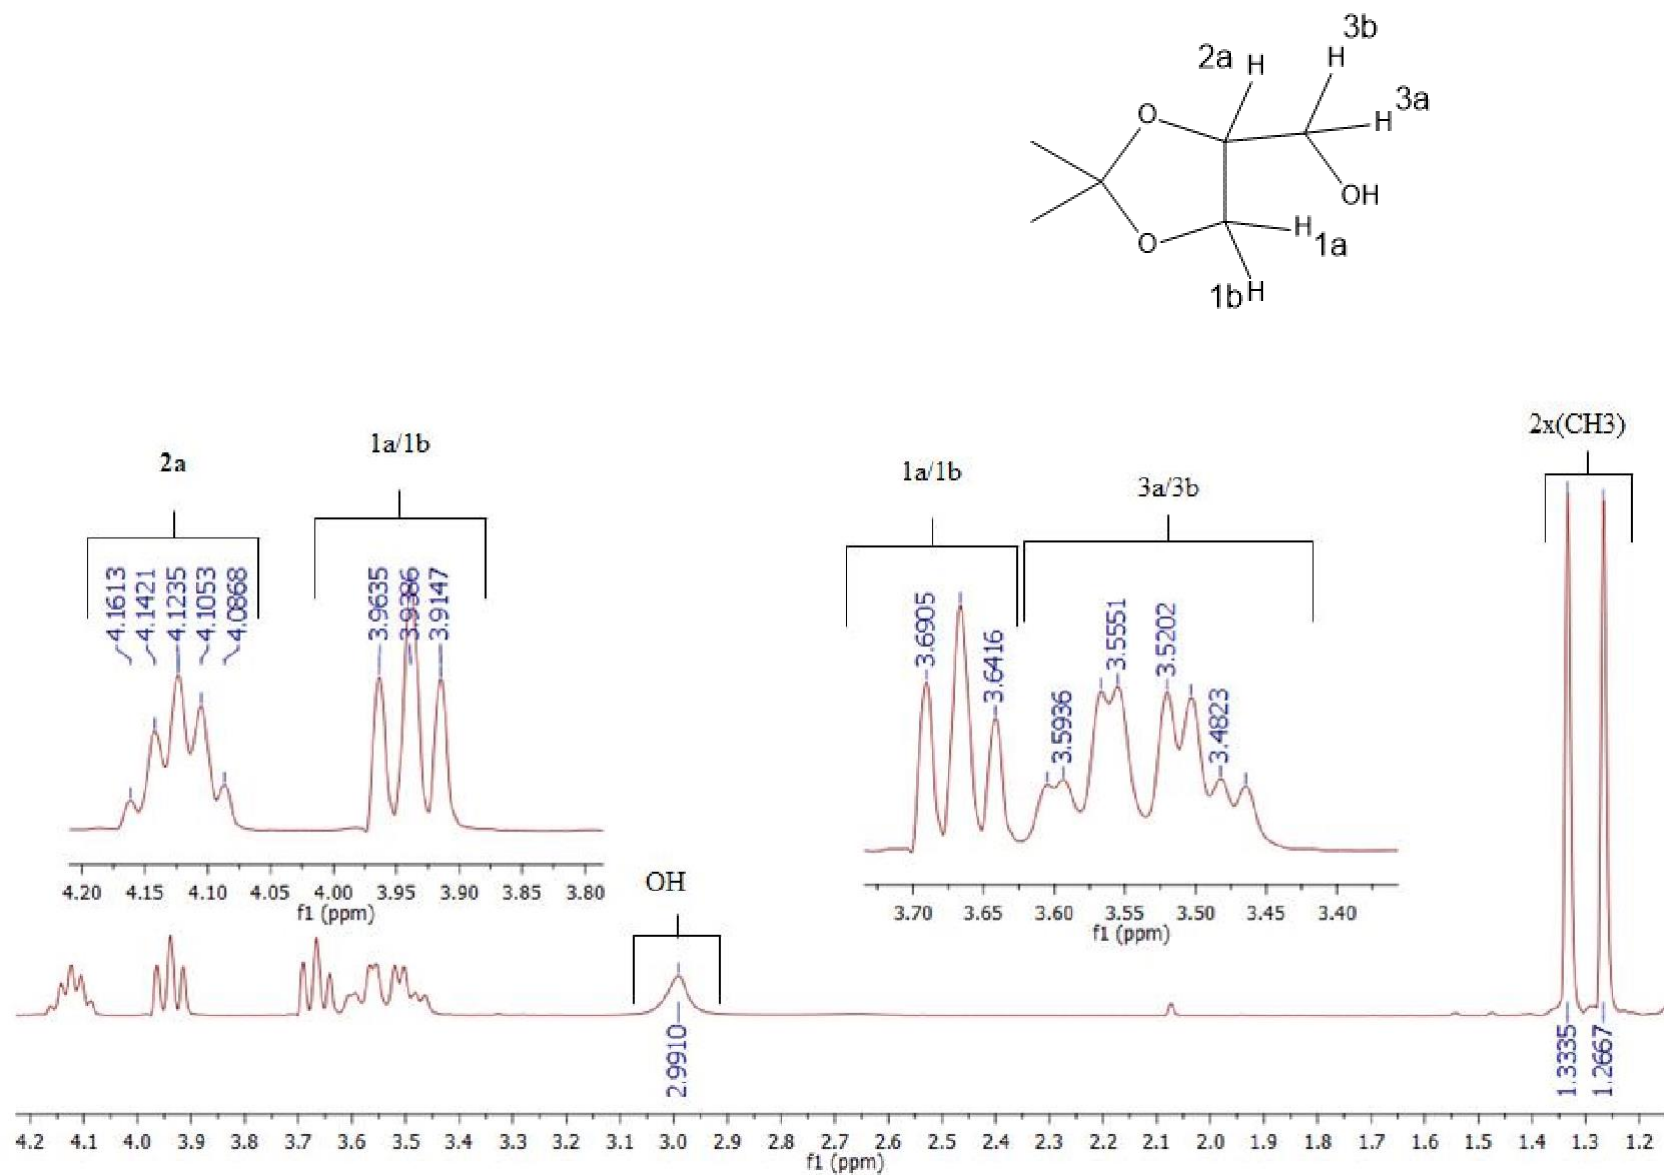 3b
H
2a H
H 3a
O
OH
O
H 1a
1b H
2x(CH3)
1a/1b
2a
1a/1b
3a/3b
4.1613
4.1421
4.1235
4.1053
4.0868
3.9635
3.9386
3.9147
3.6905
3.6416
3.5936
3.5551
3.5202
3.4823
4.20 4.15 4.10 4.05 4.00 3.95 3.90 3.85 3.80
f1 (ppm)
3.70 3.65 3.60 3.55 3.50 3.45 3.40
f1 (ppm)
OH
2.9910
1.3335
1.2667
4.2 4.1 4.0 3.9 3.8 3.7 3.6 3.5 3.4 3.3 3.2 3.1 3.0 2.9 2.8 2.7 2.6 2.5 2.4 2.3 2.2 2.1 2.0 1.9 1.8 1.7 1.6 1.5 1.4 1.3 1.2
f1 (ppm)